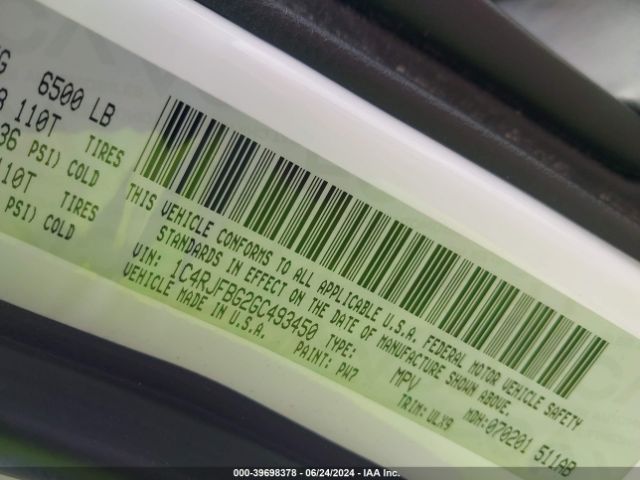 G 6500 LB
110T TIRES
36 PSI) COLD
110T TIRES
PSI) COLD
THIS VEHICLE CONFORMS TO ALL APPLICABLE U.S.A. FEDERAL MOTOR VEHICLE SAFETY
STANDARDS IN EFFECT ON THE DATE OF MANUFACTURE SHOWN ABOVE.
VIN: 1C4RJFBG2GC493450 TYPE: MPV MDH:070201 511AB
VEHICLE MADE IN U.S.A. PAINT: PW7 TRIM: ULX9
000-39698378 - 06/24/2024 - IAA Inc.